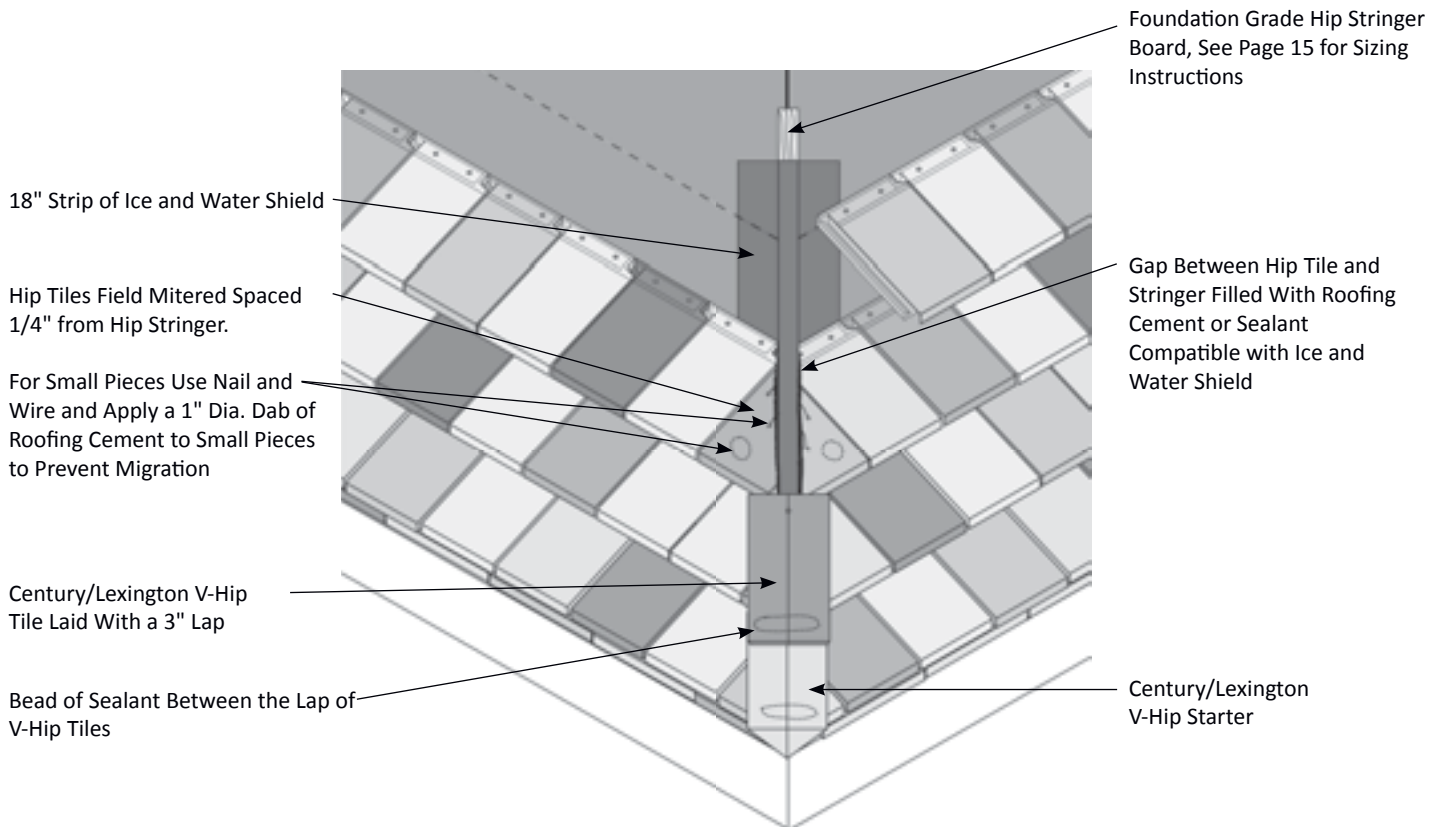 Foundation Grade Hip Stringer
Board, See Page 15 for Sizing
Instructions
18" Strip of Ice and Water Shield
Hip Tiles Field Mitered Spaced
1/4" from Hip Stringer.
For Small Pieces Use Nail and
Wire and Apply a 1" Dia. Dab of
Roofing Cement to Small Pieces
to Prevent Migration
Gap Between Hip Tile and
Stringer Filled With Roofing
Cement or Sealant
Compatible with Ice and
Water Shield
Century/Lexington V-Hip
Tile Laid With a 3" Lap
Bead of Sealant Between the Lap of
V-Hip Tiles
Century/Lexington
V-Hip Starter